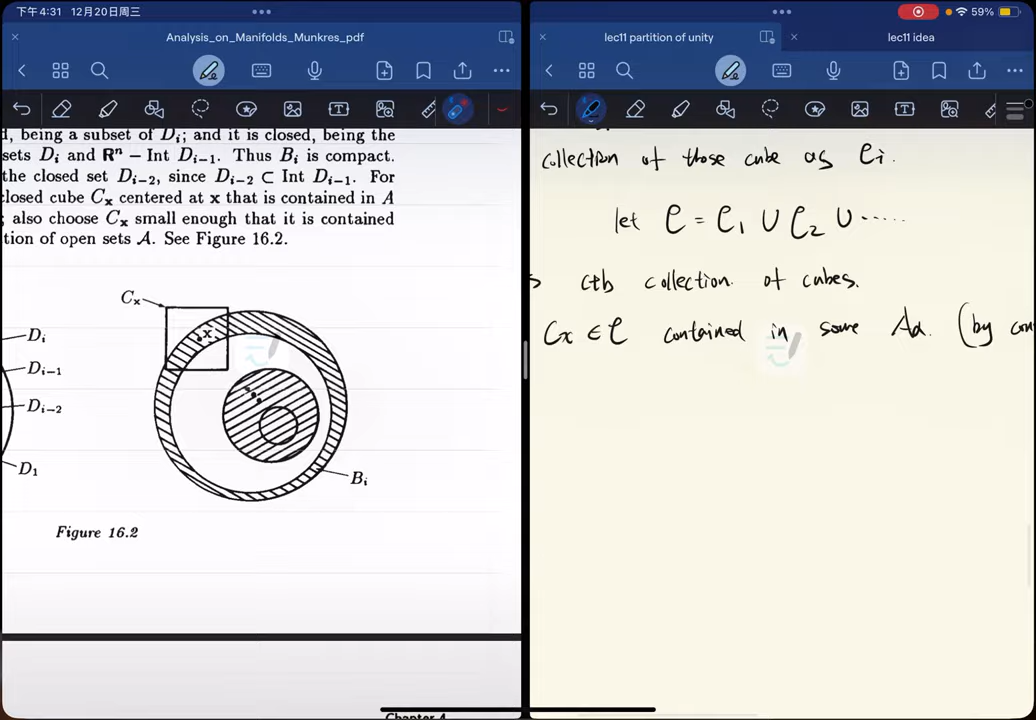 下午4:31 12月20日周三
59%
Analysis_on_Manifolds_Munkres_pdf
lec11 partition of unity
lec11 idea
d, being a subset of Di; and it is closed, being the
sets Di and Rⁿ − Int Di−1. Thus Bi is compact.
the closed set Di−2, since Di−2 ⊂ Int Di−1. For
closed cube Cx centered at x that is contained in A
; also choose Cx small enough that it is contained
tion of open sets A. See Figure 16.2.
Cx
x
Di
Di−1
Di−2
D1
Bi
Figure 16.2
Chapter 4
collection of those cube as Ci.
let C = C1 ∪ C2 ∪ ......
s ctb collection of cubes.
Cx ∈ C contained in some Aα. (by con